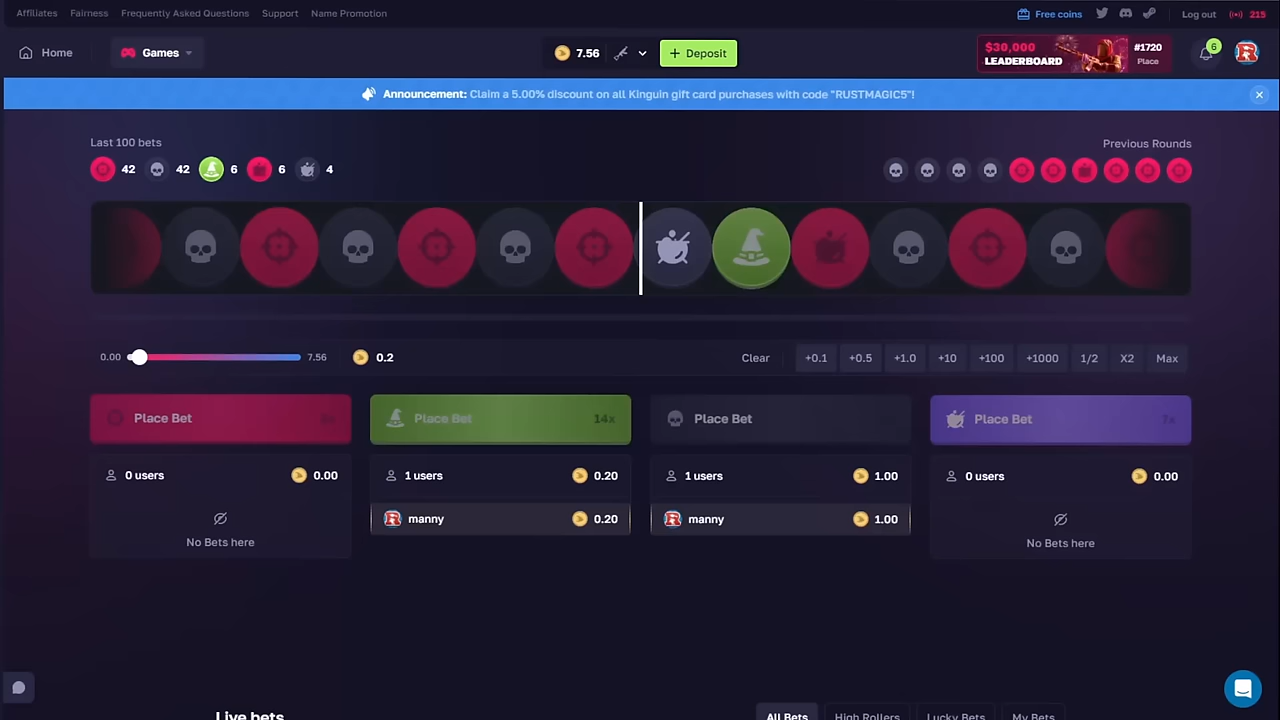 Affiliates Fairness Frequently Asked Questions Support Name Promotion Free coins Log out 215
Home Games 7.56 + Deposit $30,000 LEADERBOARD #1720 Place 6
Announcement: Claim a 5.00% discount on all Kinguin gift card purchases with code "RUSTMAGIC5"!
Last 100 bets Previous Rounds
42 42 6 6 4
0.00 7.56 0.2 Clear +0.1 +0.5 +1.0 +10 +100 +1000 1/2 X2 Max
Place Bet Place Bet 14x Place Bet Place Bet 7x
0 users 0.00 1 users 0.20 1 users 1.00 0 users 0.00
manny 0.20 manny 1.00
No Bets here No Bets here
Live bets All Bets High Rollers Lucky Bets My Bets